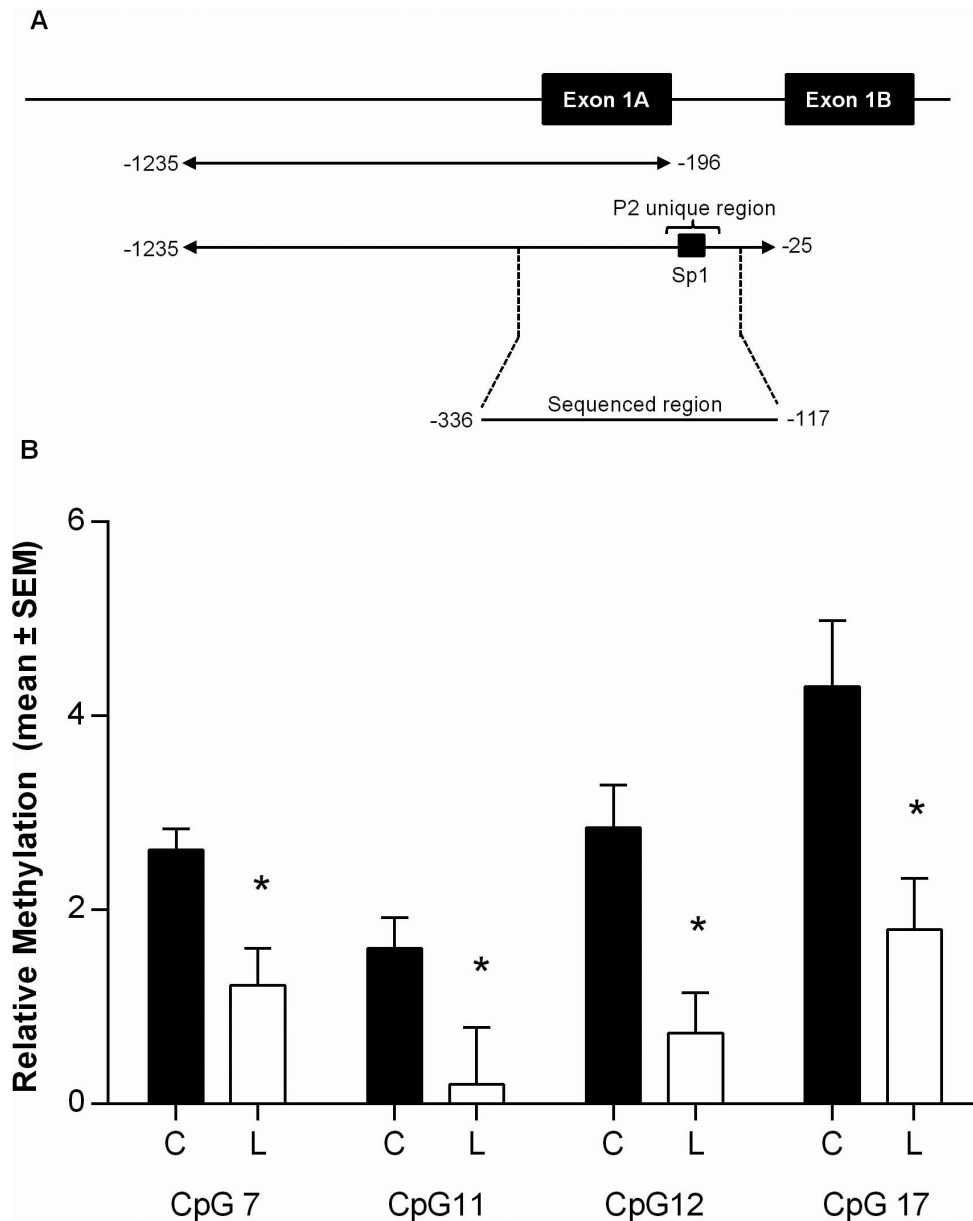 A
Exon 1A Exon 1B
-1235 -196
P2 unique region
-1235 -25
Sp1
Sequenced region
-336 -117
B
Relative Methylation (mean ± SEM)
6
4
2
0
* * * *
C L C L C L C L
CpG 7 CpG11 CpG12 CpG 17